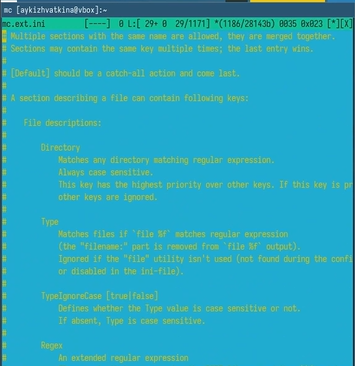 mc [aykizhvatkina@vbox]:~
mc.ext.ini [----] 0 L:[ 29+ 0 29/1171] *(1186/28143b) 0035 0x023 [*][X]
# Multiple sections with the same name are allowed, they are merged together.
# Sections may contain the same key multiple times; the last entry wins.
#
# [Default] should be a catch-all action and come last.
#
# A section describing a file can contain following keys:
#
# File descriptions:
#
# Directory
# Matches any directory matching regular expression.
# Always case sensitive.
# This key has the highest priority over other keys. If this key is pr
# other keys are ignored.
#
# Type
# Matches files if `file %f` matches regular expression
# (the "filename:" part is removed from `file %f` output).
# Ignored if the "file" utility isn't used (not found during the confi
# or disabled in the ini-file).
#
# TypeIgnoreCase [true|false]
# Defines whether the Type value is case sensitive or not.
# If absent, Type is case sensitive.
#
# Regex
# An extended regular expression